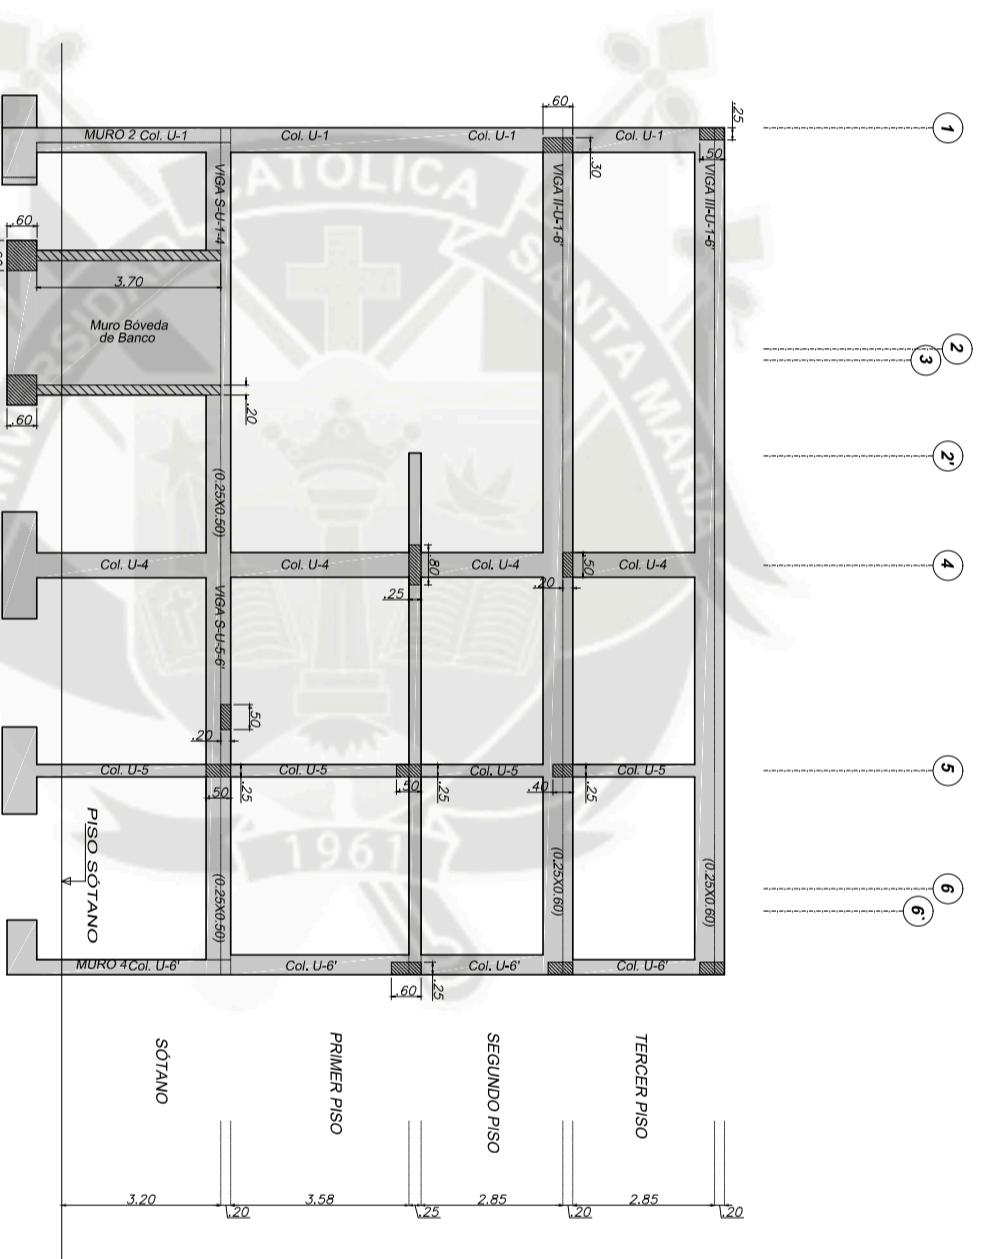 1
2
3
2'
4
5
6
6'
.25
.60
.50
.30
MURO 2 Col. U-1
Col. U-1
Col. U-1
Col. U-1
VIGA S-U-1-4
VIGA II-U-1-6'
VIGA III-U-1-6'
CATOLICA
SANTA MARIA
.60
3.70
Muro Bóveda
de Banco
.60
.20
(0.25X0.50)
Col. U-4
Col. U-4
Col. U-4
Col. U-4
.80
.50
.25
.20
VIGA S-U-5-6'
.50
.20
Col. U-5
Col. U-5
Col. U-5
Col. U-5
.50
.25
.50
.25
.40
.25
PISO SÓTANO
1961
(0.25X0.50)
(0.25X0.60)
(0.25X0.60)
MURO 4 Col. U-6'
Col. U-6'
Col. U-6'
Col. U-6'
.60
.25
SÓTANO
PRIMER PISO
SEGUNDO PISO
TERCER PISO
3.20
.20
3.58
.25
2.85
.20
2.85
.20